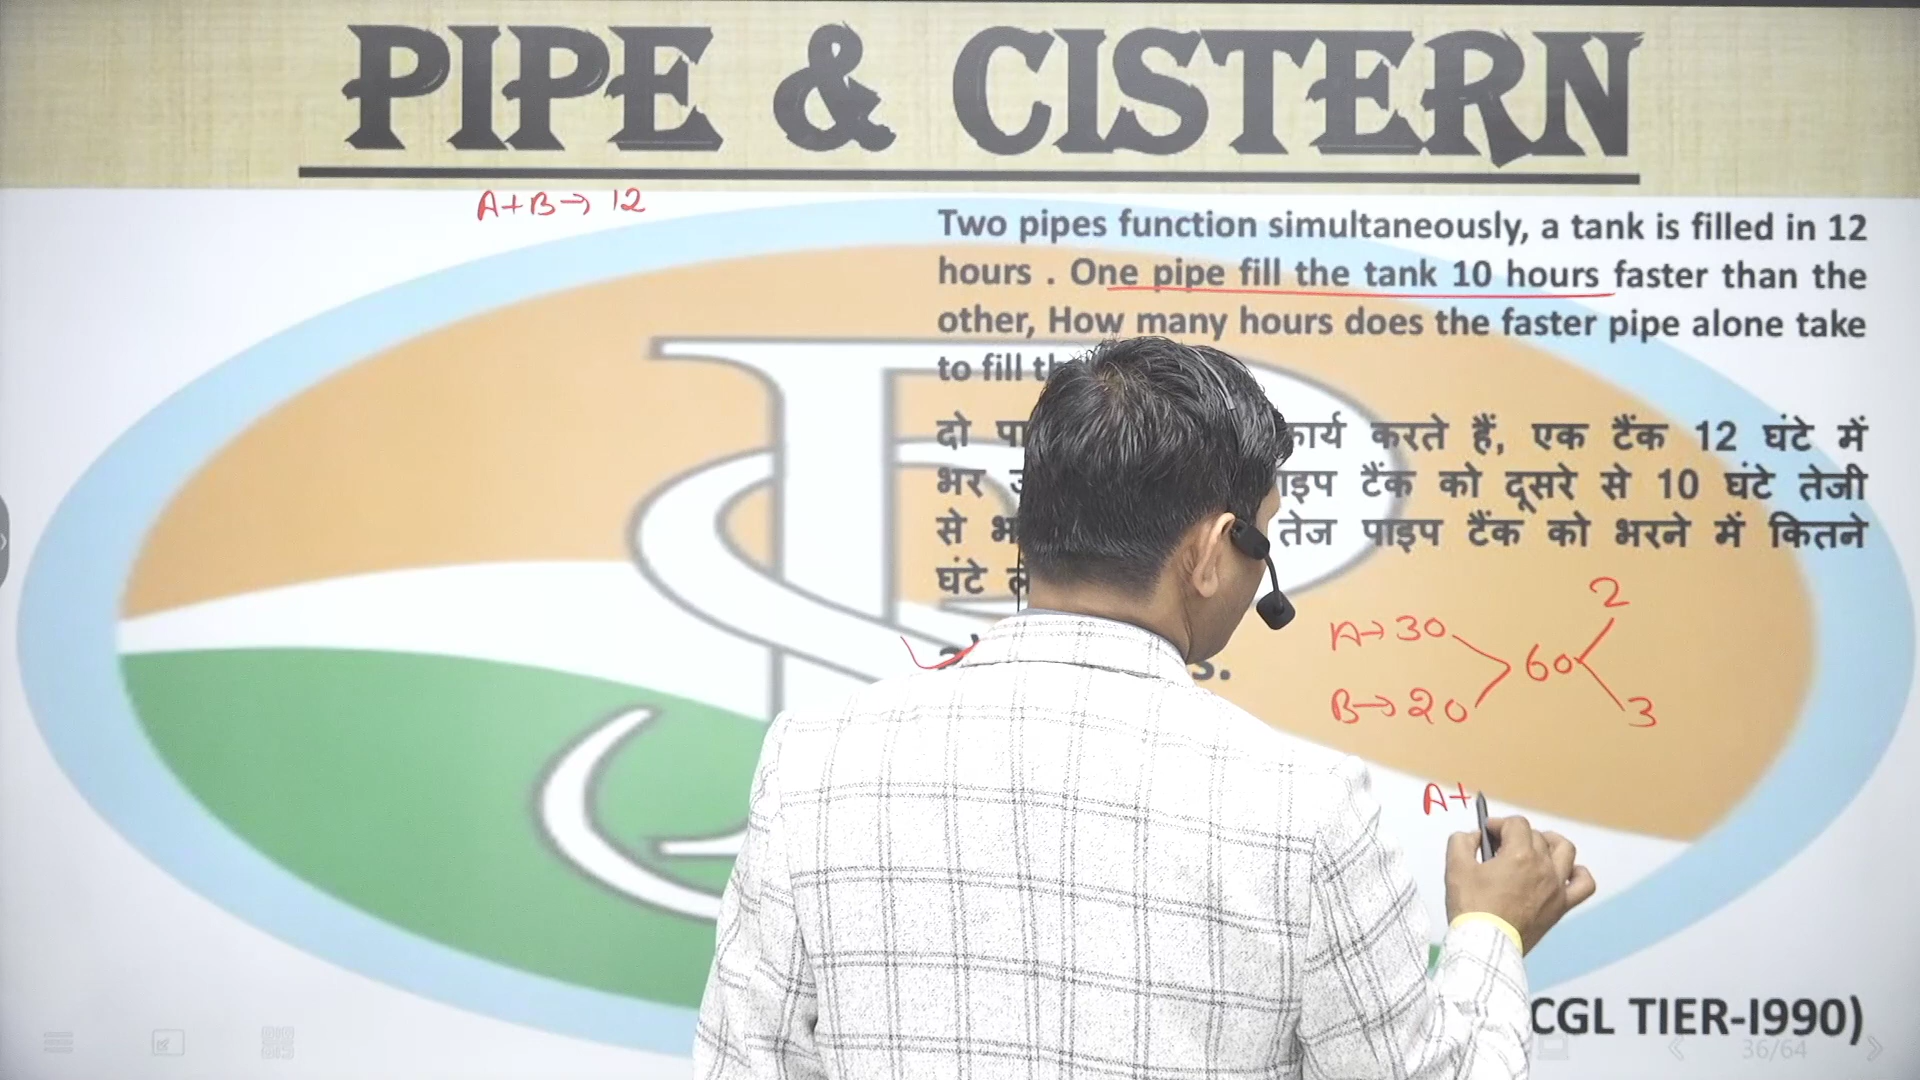 PIPE & CISTERN
A+B→ 12
Two pipes function simultaneously, a tank is filled in 12
hours . One pipe fill the tank 10 hours faster than the
other, How many hours does the faster pipe alone take
to fill
दो कार्य करते हैं, एक टैंक 12 घंटे में
भर टैंक को दूसरे से 10 घंटे तेजी
से तेज पाइप टैंक को भरने में कितने
घंटे
A→30
B→20
60
2
3
A+
CGL TIER-I990)
36/64